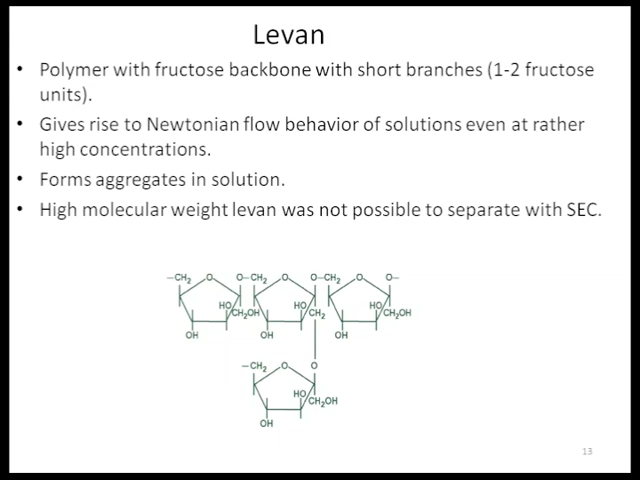 Levan
• Polymer with fructose backbone with short branches (1-2 fructose
units).
• Gives rise to Newtonian flow behavior of solutions even at rather
high concentrations.
• Forms aggregates in solution.
• High molecular weight levan was not possible to separate with SEC.
–CH₂ O O–CH₂ O O–CH₂ O O–
HO CH₂OH HO CH₂ HO CH₂OH
OH OH OH
–CH₂ O O
HO CH₂OH
OH
13